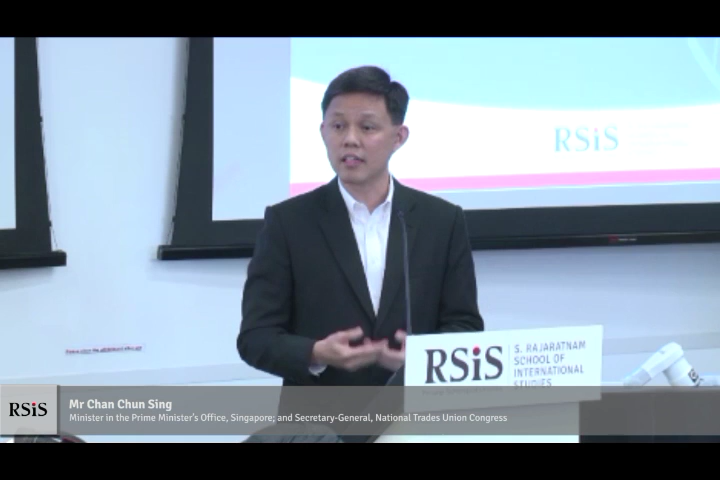 RSiS
RSiS
S. RAJARATNAM
SCHOOL OF
INTERNATIONAL
STUDIES
RSiS
Mr Chan Chun Sing
Minister in the Prime Minister's Office, Singapore; and Secretary-General, National Trades Union Congress